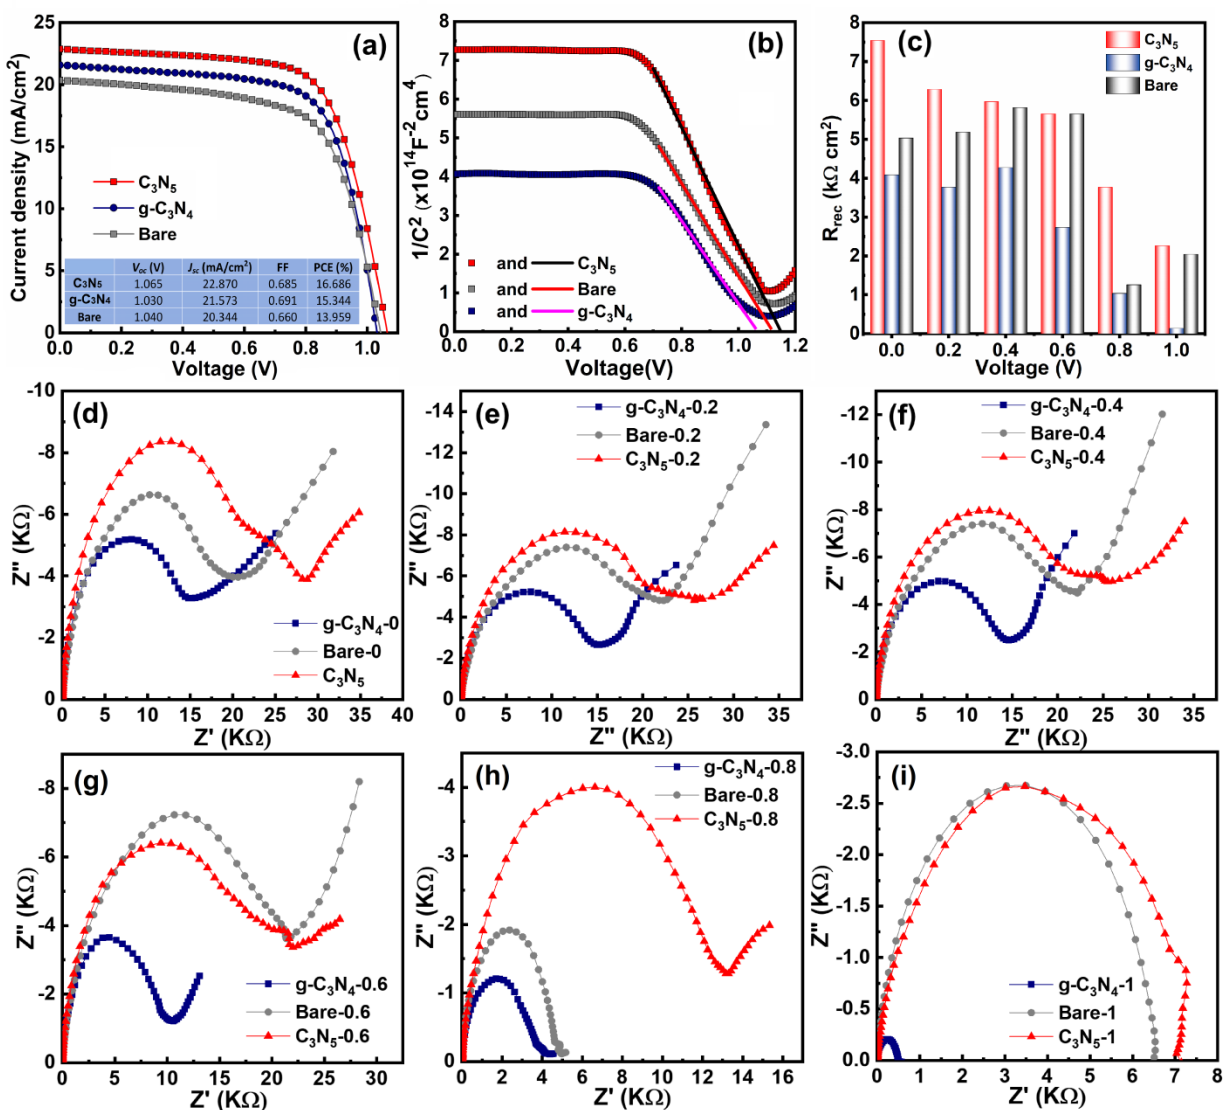 (a)
Current density (mA/cm²)
25
20
15
10
5
0
C₃N₅
g-C₃N₄
Bare
Voc (V) Jsc (mA/cm²) FF PCE (%)
C₃N₅ 1.065 22.870 0.685 16.686
g-C₃N₄ 1.030 21.573 0.691 15.344
Bare 1.040 20.344 0.660 13.959
0.0 0.2 0.4 0.6 0.8 1.0
Voltage (V)
(b)
1/C² (x10¹⁴F⁻²cm⁴)
8
7
6
5
4
3
2
1
0
and C₃N₅
and Bare
and g-C₃N₄
0.0 0.2 0.4 0.6 0.8 1.0 1.2
Voltage(V)
(c)
Rrec (kΩ cm²)
8
7
6
5
4
3
2
1
0
C₃N₅
g-C₃N₄
Bare
0.0 0.2 0.4 0.6 0.8 1.0
Voltage (V)
(d)
Z'' (KΩ)
-10
-8
-6
-4
-2
0
g-C₃N₄-0
Bare-0
C₃N₅
0 5 10 15 20 25 30 35 40
Z' (KΩ)
(e)
Z'' (KΩ)
-14
-12
-10
-8
-6
-4
-2
0
g-C₃N₄-0.2
Bare-0.2
C₃N₅-0.2
0 5 10 15 20 25 30 35
Z'' (KΩ)
(f)
Z'' (KΩ)
-12
-10
-8
-6
-4
-2
0
g-C₃N₄-0.4
Bare-0.4
C₃N₅-0.4
0 5 10 15 20 25 30 35
Z'' (KΩ)
(g)
Z'' (KΩ)
-8
-6
-4
-2
0
g-C₃N₄-0.6
Bare-0.6
C₃N₅-0.6
0 5 10 15 20 25 30
Z' (KΩ)
(h)
Z'' (KΩ)
-4
-3
-2
-1
0
g-C₃N₄-0.8
Bare-0.8
C₃N₅-0.8
0 2 4 6 8 10 12 14 16
Z' (KΩ)
(i)
Z'' (KΩ)
-3.0
-2.5
-2.0
-1.5
-1.0
-0.5
0.0
g-C₃N₄-1
Bare-1
C₃N₅-1
0 1 2 3 4 5 6 7 8
Z' (KΩ)